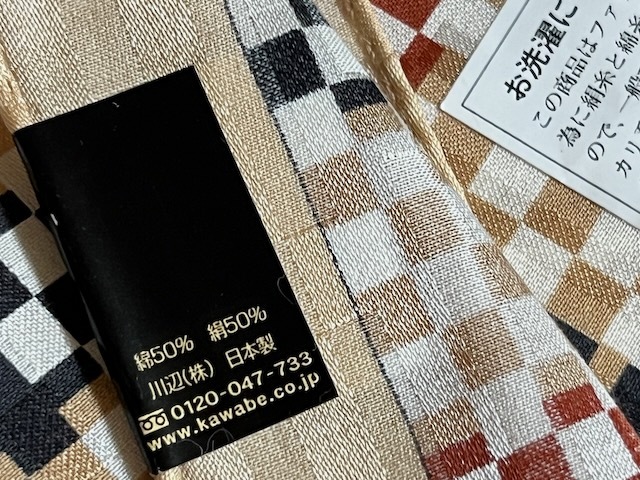 綿50% 絹50%
川辺(株) 日本製
0120-047-733
www.kawabe.co.jp
お洗濯に
この商品はファ
為に絹糸と綿糸
ので、一般
カリ